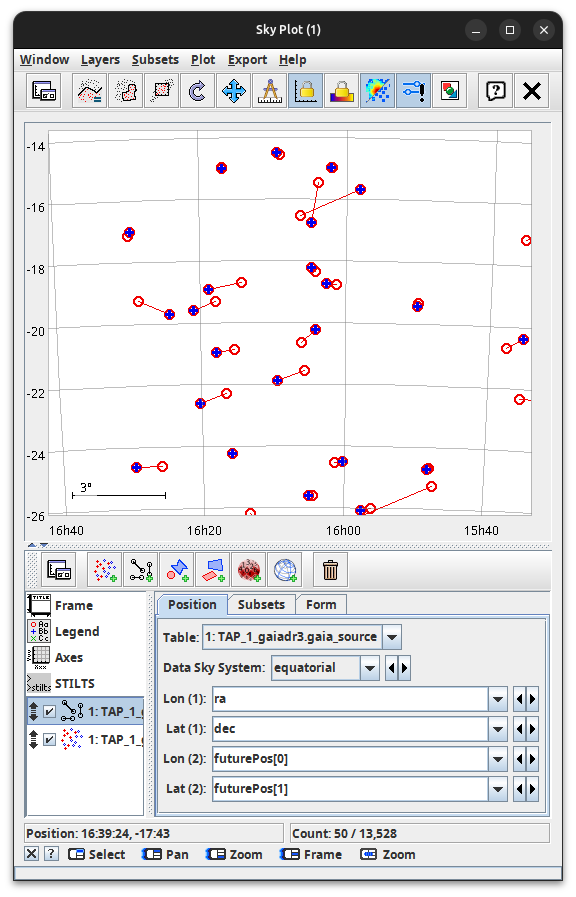 Sky Plot (1)
Window Layers Subsets Plot Export Help
-14
-16
-18
-20
-22
-24
-26
3°
16h40 16h20 16h00 15h40
Frame
Legend
Axes
STILTS
1: TAP_1_g
1: TAP_1_g
Position Subsets Form
Table: 1: TAP_1_gaiadr3.gaia_source
Data Sky System: equatorial
Lon (1): ra
Lat (1): dec
Lon (2): futurePos[0]
Lat (2): futurePos[1]
Position: 16:39:24, -17:43 Count: 50 / 13,528
Select Pan Zoom Frame Zoom